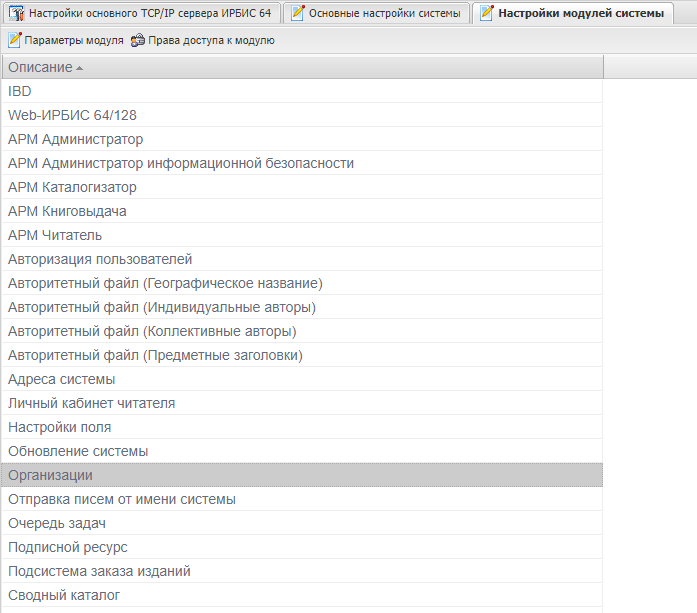 Настройки основного TCP/IP сервера ИРБИС 64 Основные настройки системы Настройки модулей системы
Параметры модуля Права доступа к модулю
Описание
IBD
Web-ИРБИС 64/128
АРМ Администратор
АРМ Администратор информационной безопасности
АРМ Каталогизатор
АРМ Книговыдача
АРМ Читатель
Авторизация пользователей
Авторитетный файл (Географическое название)
Авторитетный файл (Индивидуальные авторы)
Авторитетный файл (Коллективные авторы)
Авторитетный файл (Предметные заголовки)
Адреса системы
Личный кабинет читателя
Настройки поля
Обновление системы
Организации
Отправка писем от имени системы
Очередь задач
Подписной ресурс
Подсистема заказа изданий
Сводный каталог